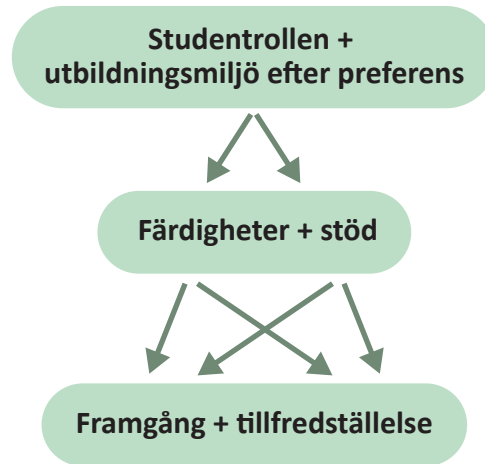 Studentrollen +
utbildningsmiljö efter preferens
Färdigheter + stöd
Framgång + tillfredställelse